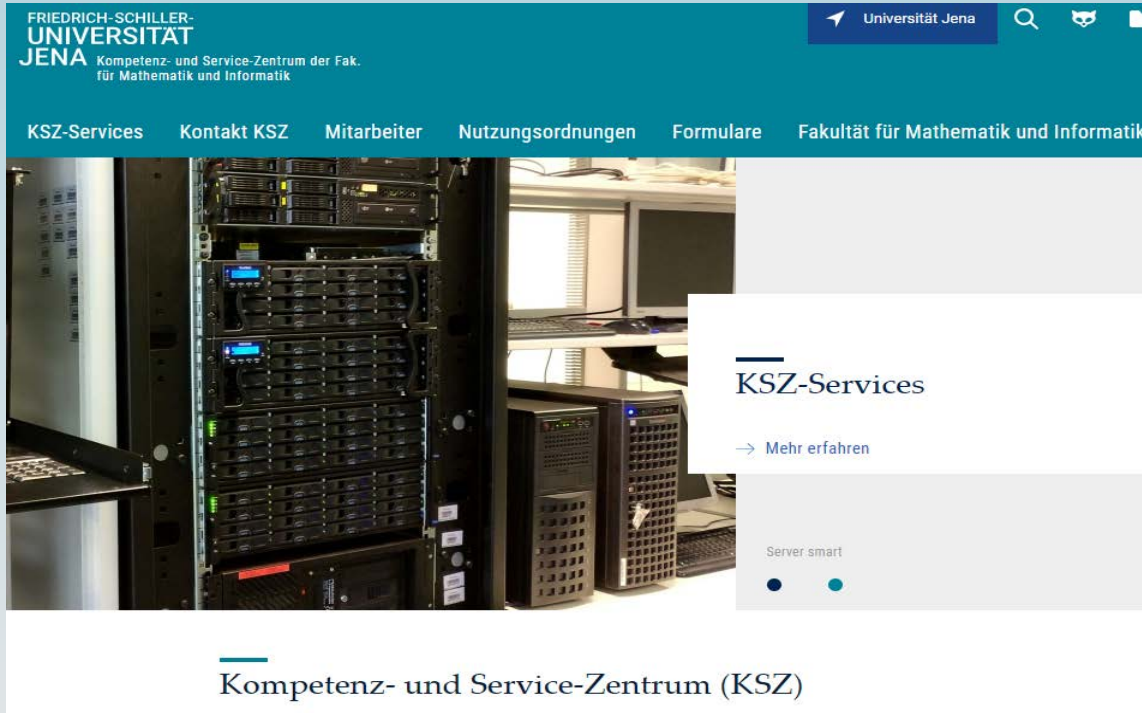 FRIEDRICH-SCHILLER-
UNIVERSITÄT
JENA Kompetenz- und Service-Zentrum der Fak.
für Mathematik und Informatik
Universität Jena
KSZ-Services Kontakt KSZ Mitarbeiter Nutzungsordnungen Formulare Fakultät für Mathematik und Informatik
KSZ-Services
→ Mehr erfahren
Server smart
Kompetenz- und Service-Zentrum (KSZ)